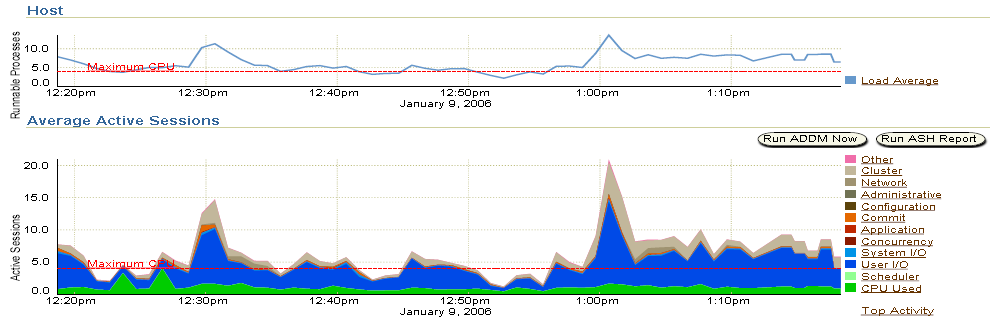 Host
Runnable Processes
10.0
5.0
0.0
Maximum CPU
12:20pm 12:30pm 12:40pm 12:50pm 1:00pm 1:10pm
January 9, 2006
Load Average
Average Active Sessions
Run ADDM Now Run ASH Report
Active Sessions
20.0
15.0
10.0
5.0
0.0
Maximum CPU
12:20pm 12:30pm 12:40pm 12:50pm 1:00pm 1:10pm
January 9, 2006
Other
Cluster
Network
Administrative
Configuration
Commit
Application
Concurrency
System I/O
User I/O
Scheduler
CPU Used
Top Activity